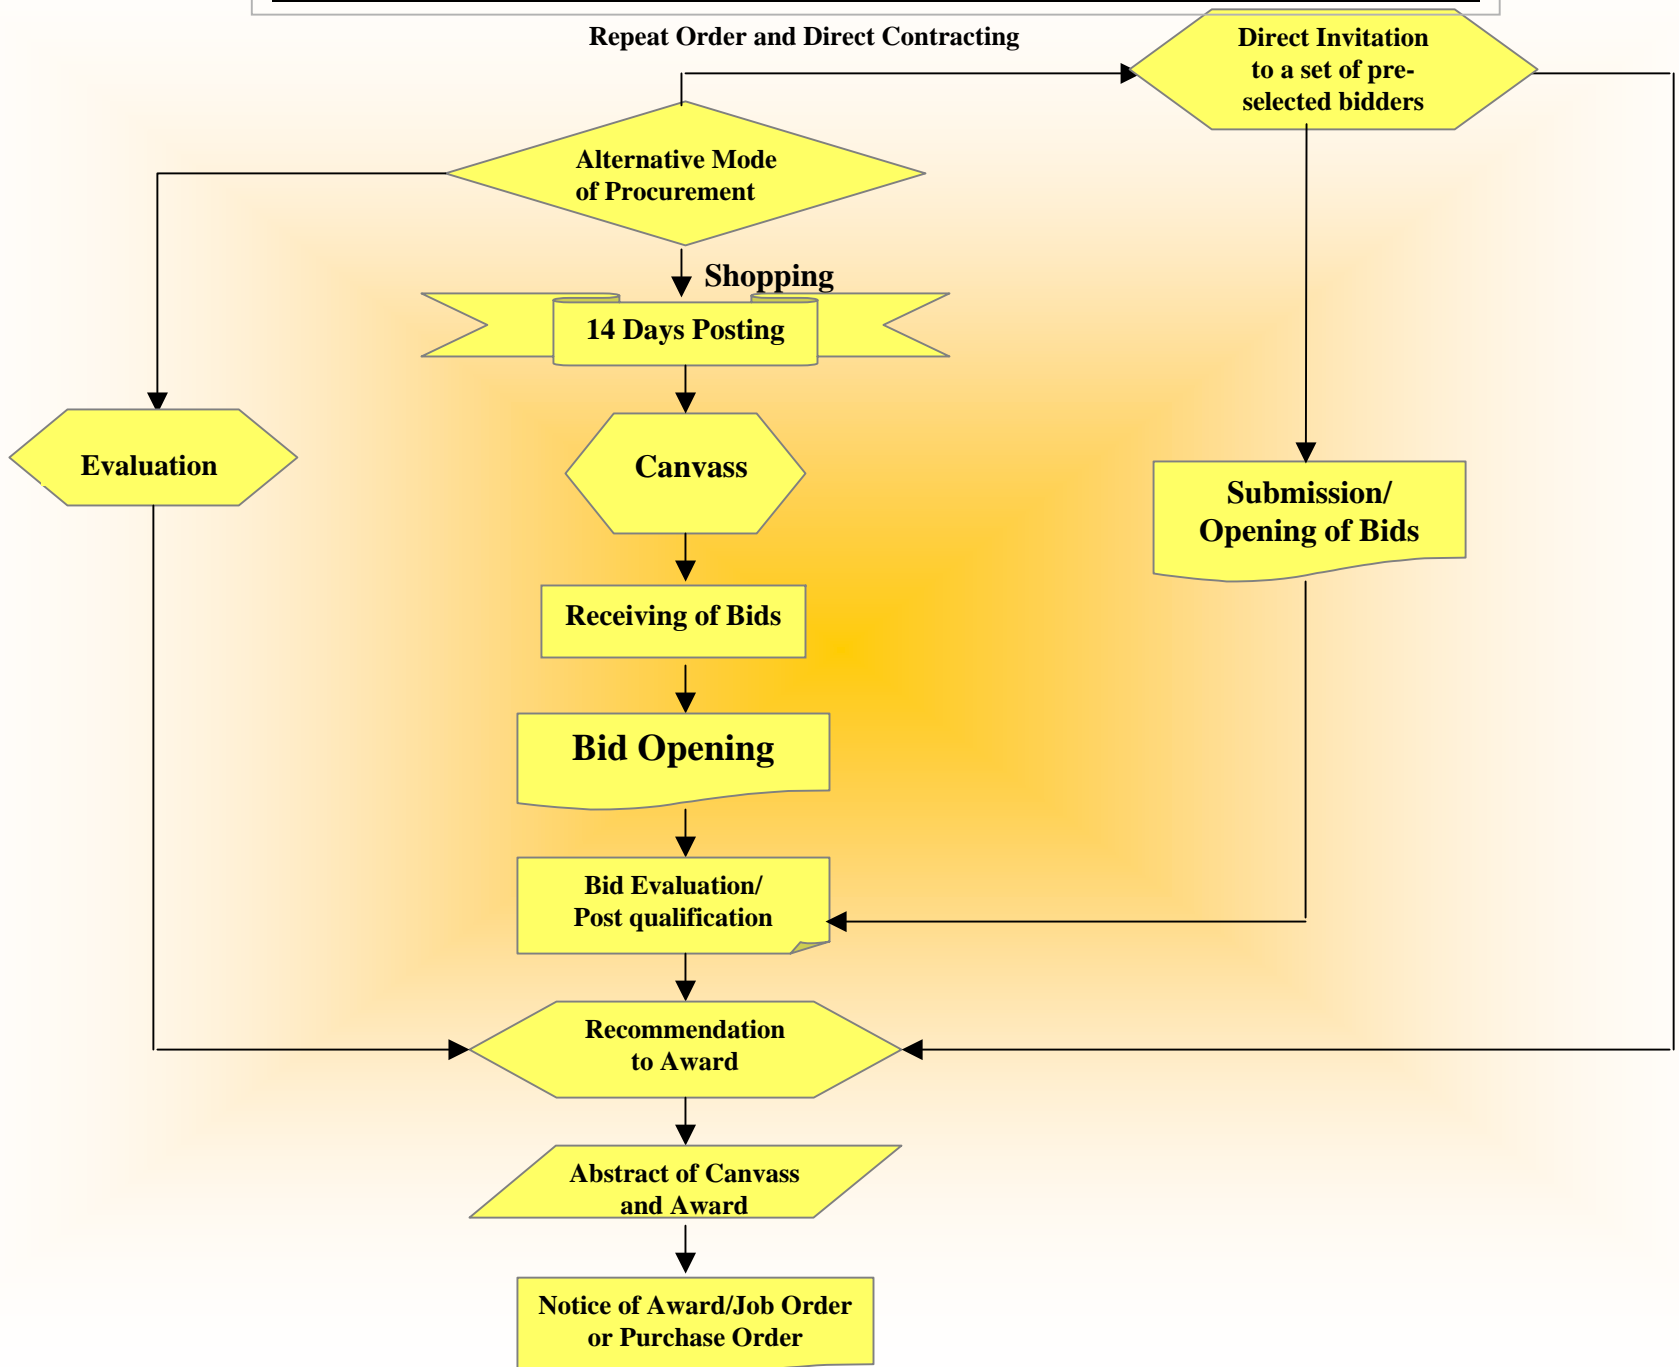 Repeat Order and Direct Contracting
Direct Invitation
to a set of pre-
selected bidders
Alternative Mode
of Procurement
Shopping
14 Days Posting
Evaluation
Canvass
Submission/
Opening of Bids
Receiving of Bids
Bid Opening
Bid Evaluation/
Post qualification
Recommendation
to Award
Abstract of Canvass
and Award
Notice of Award/Job Order
or Purchase Order